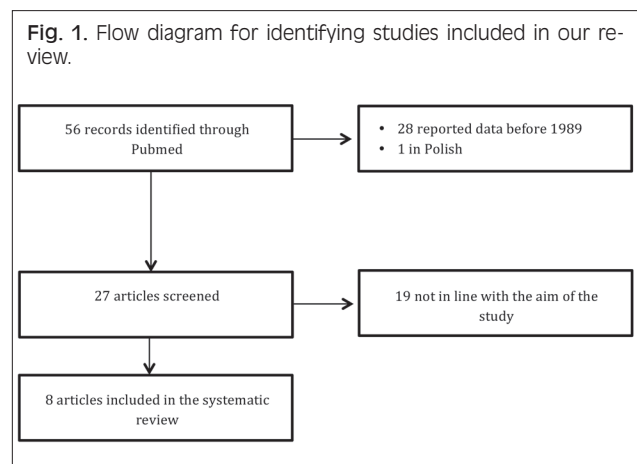 Fig. 1. Flow diagram for identifying studies included in our re-
view.
56 records identified through
Pubmed
• 28 reported data before 1989
• 1 in Polish
27 articles screened
19 not in line with the aim of the
study
8 articles included in the systematic
review